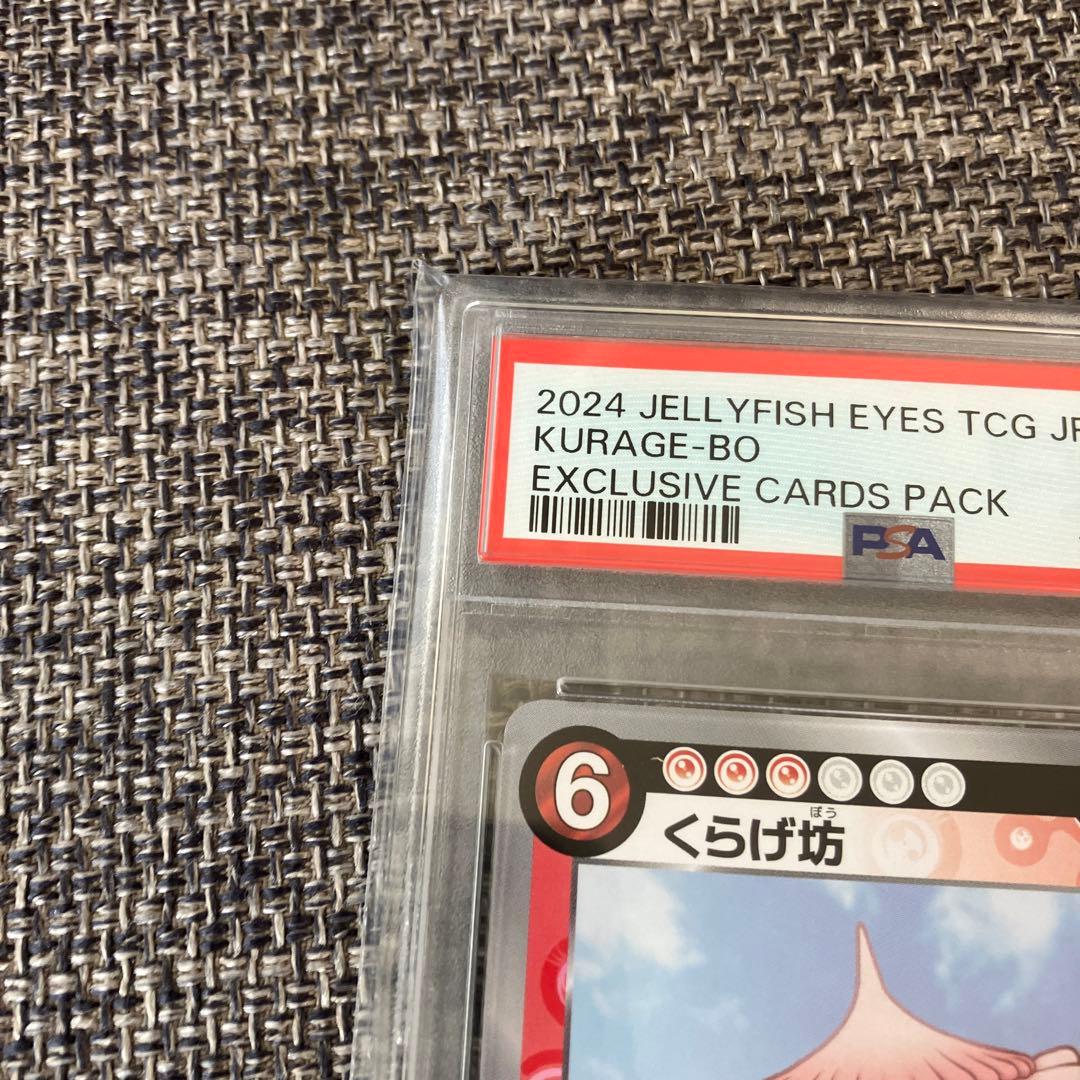 2024 JELLYFISH EYES TCG JP
KURAGE-BO
EXCLUSIVE CARDS PACK
PSA
6
ぼう
くらげ坊